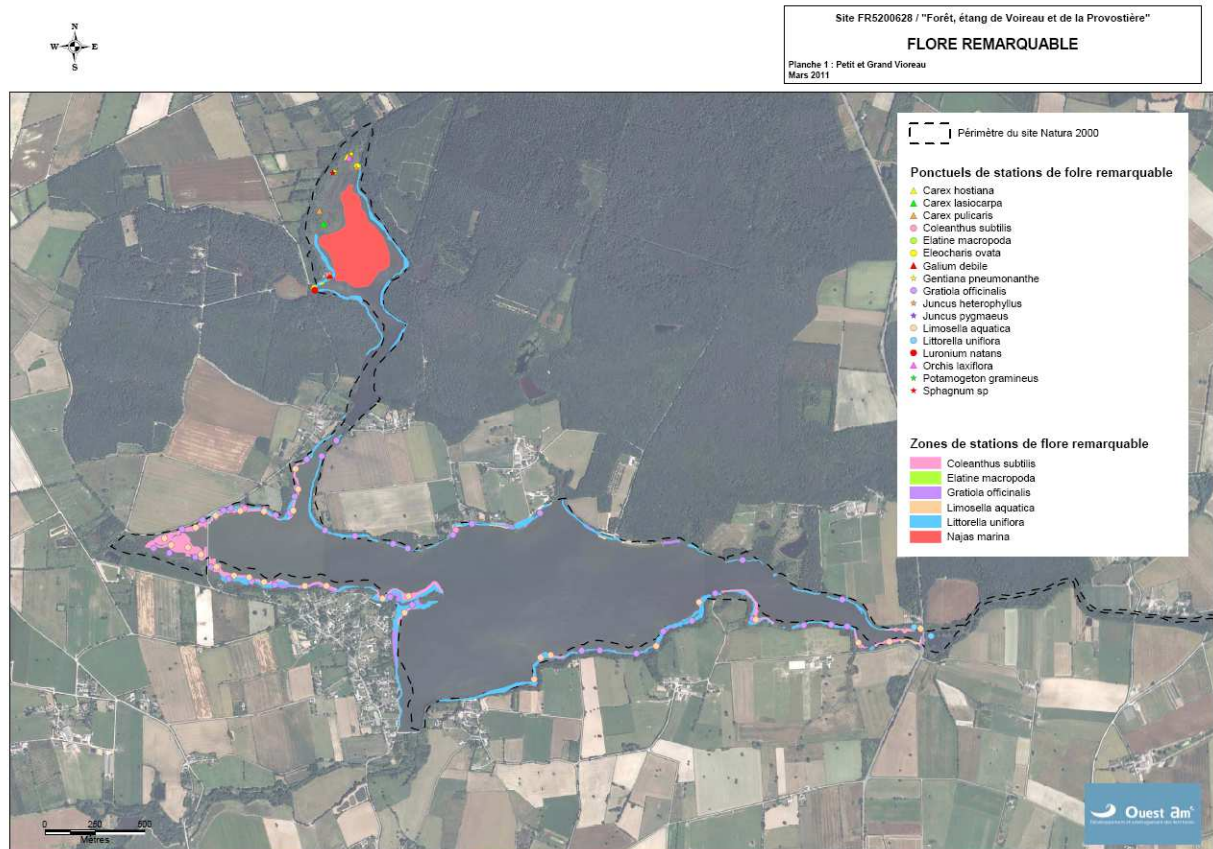 Site FR5200628 / "Forêt, étang de Voireau et de la Provostière"
FLORE REMARQUABLE
Planche 1 : Petit et Grand Vioreau
Mars 2011
N
W
E
S
Périmètre du site Natura 2000
Ponctuels de stations de folre remarquable
Carex hostiana
Carex lasiocarpa
Carex pulicaris
Coleanthus subtilis
Elatine macropoda
Eleocharis ovata
Galium debile
Gentiana pneumonanthe
Gratiola officinalis
Juncus heterophyllus
Juncus pygmaeus
Limosella aquatica
Littorella uniflora
Luronium natans
Orchis laxiflora
Potamogeton gramineus
Sphagnum sp
Zones de stations de flore remarquable
Coleanthus subtilis
Elatine macropoda
Gratiola officinalis
Limosella aquatica
Littorella uniflora
Najas marina
0 250 500
Mètres
Ouest am'